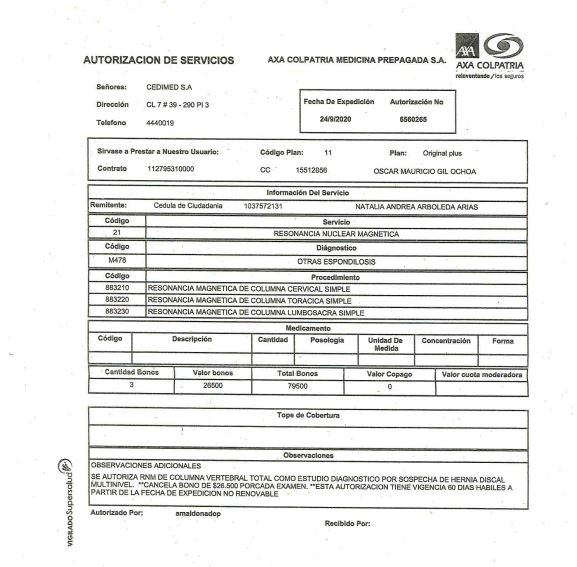 AUTORIZACION DE SERVICIOS
AXA COLPATRIA MEDICINA PREPAGADA S.A.
AXA
AXA COLPATRIA
reinventando / los seguros
Señores: CEDIMED S.A
Dirección CL 7 # 39 - 290 PI 3
Telefono 4440019
Fecha De Expedición Autorización No
24/9/2020 6560265
Sirvase a Prestar a Nuestro Usuario: Código Plan: 11 Plan: Original plus
Contrato 112795310000 CC 15512856 OSCAR MAURICIO GIL OCHOA
Información Del Servicio
Remitente: Cedula de Ciudadania 1037572131 NATALIA ANDREA ARBOLEDA ARIAS
Código Servicio
21 RESONANCIA NUCLEAR MAGNETICA
Código Diágnostico
M478 OTRAS ESPONDILOSIS
Código Procedimiento
883210 RESONANCIA MAGNETICA DE COLUMNA CERVICAL SIMPLE
883220 RESONANCIA MAGNETICA DE COLUMNA TORACICA SIMPLE
883230 RESONANCIA MAGNETICA DE COLUMNA LUMBOSACRA SIMPLE
Medicamento
Código Descripción Cantidad Posología Unidad De Medida Concentración Forma
Cantidad Bonos Valor bonos Total Bonos Valor Copago Valor cuota moderadora
3 26500 79500 0
Tope de Cobertura
Observaciones
OBSERVACIONES ADICIONALES
SE AUTORIZA RNM DE COLUMNA VERTEBRAL TOTAL COMO ESTUDIO DIAGNOSTICO POR SOSPECHA DE HERNIA DISCAL
MULTINIVEL. **CANCELA BONO DE $26.500 PORCADA EXAMEN. **ESTA AUTORIZACION TIENE VIGENCIA 60 DIAS HABILES A
PARTIR DE LA FECHA DE EXPEDICION NO RENOVABLE
Autorizado Por: amaldonadop
Recibido Por:
VIGILADO Supersalud